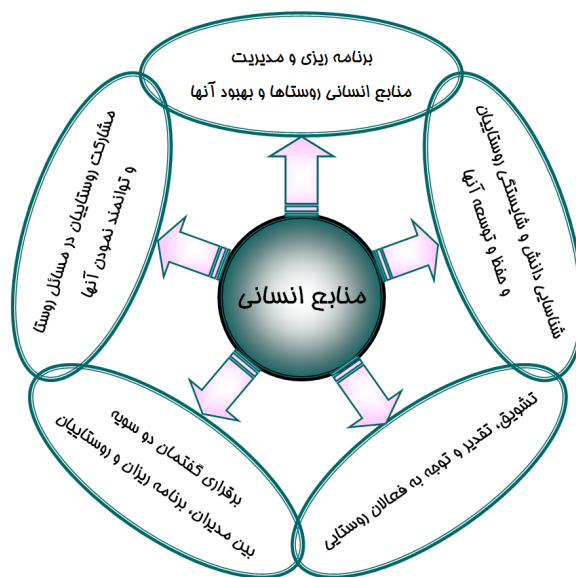 برنامه ریزی و مدیریت
منابع انسانی روستاها و بهبود آنها
شناسایی دانش و شایستگی روستاییان
و حفظ و توسعه آنها
تشویق، تقدیر و توجه به فعالان روستایی
برقراری گفتمان دو سویه
بین مدیران، برنامه ریزان و روستاییان
مشارکت روستاییان در مسائل روستا
و توانمند نمودن آنها
منابع انسانی